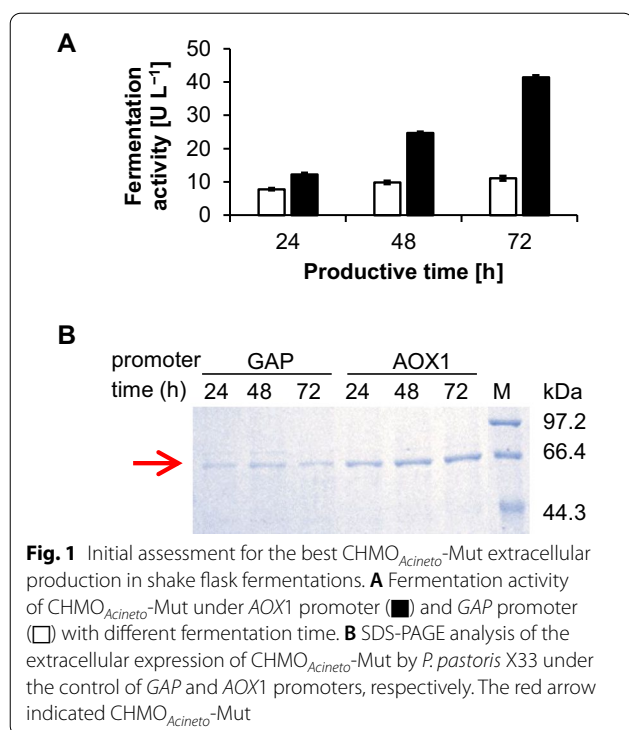 A
Fermentation
activity [U L⁻¹]
50
40
30
20
10
0
24 48 72
Productive time [h]
B
promoter GAP AOX1
time (h) 24 48 72 24 48 72 M kDa
97.2
66.4
44.3
Fig. 1 Initial assessment for the best CHMOAcineto-Mut extracellular
production in shake flask fermentations. A Fermentation activity
of CHMOAcineto-Mut under AOX1 promoter (■) and GAP promoter
(□) with different fermentation time. B SDS-PAGE analysis of the
extracellular expression of CHMOAcineto-Mut by P. pastoris X33 under
the control of GAP and AOX1 promoters, respectively. The red arrow
indicated CHMOAcineto-Mut